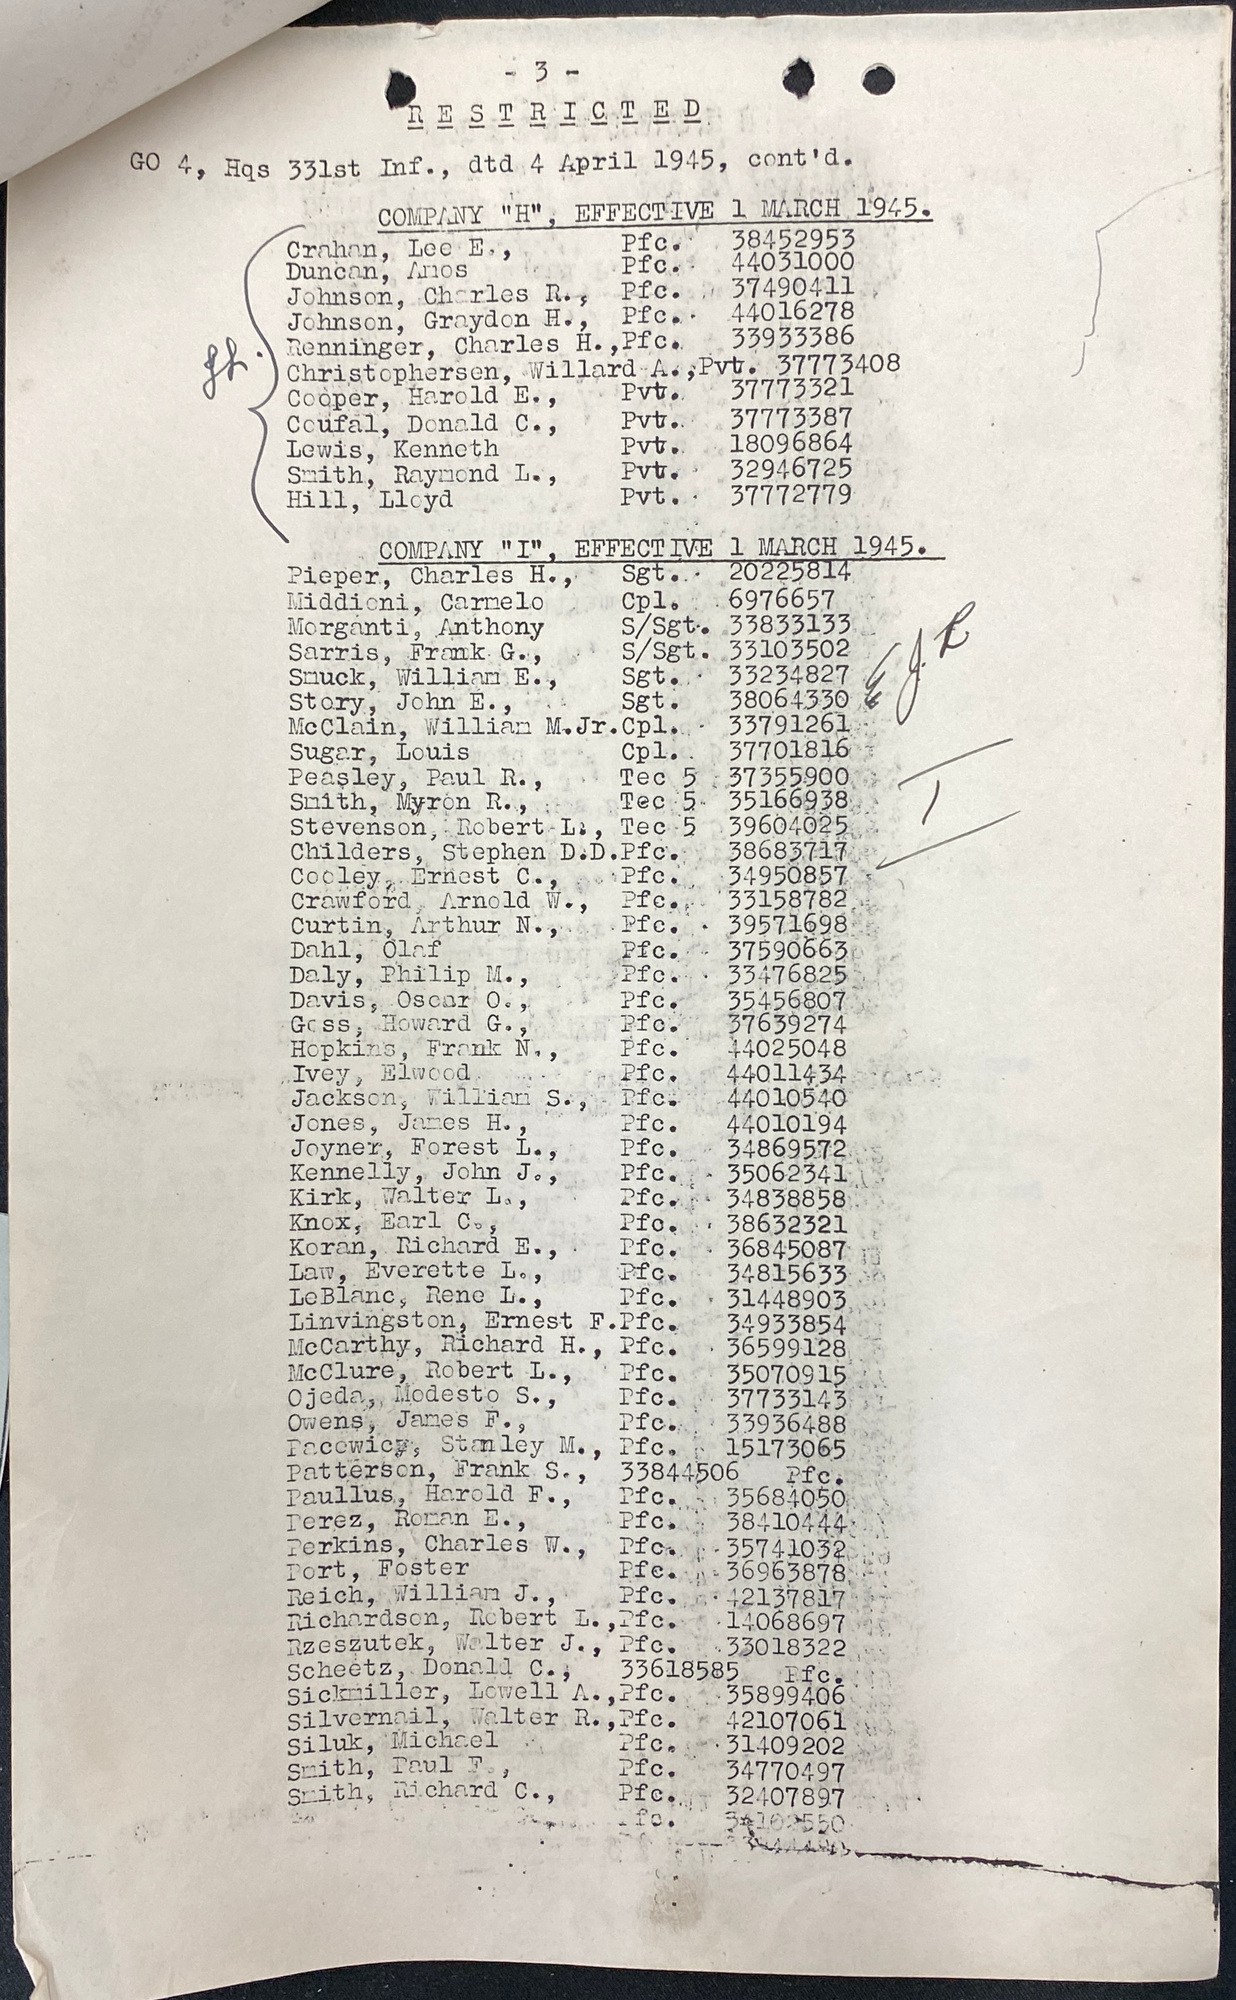 - 3 -
RESTRICTED
GO 4, Hqs 331st Inf., dtd 4 April 1945, cont'd.
COMPANY "H", EFFECTIVE 1 MARCH 1945.
Crahan, Lee E., Pfc. 38452953
Duncan, Amos Pfc. 44031000
Johnson, Charles R., Pfc. 37490411
Johnson, Graydon H., Pfc. 44016278
Renninger, Charles H., Pfc. 33933386
Christophersen, Willard A., Pvt. 37773408
Cooper, Harold E., Pvt. 37773321
Coufal, Donald C., Pvt. 37773387
Lewis, Kenneth Pvt. 18096864
Smith, Raymond L., Pvt. 32946725
Hill, Lloyd Pvt. 37772779
COMPANY "I", EFFECTIVE 1 MARCH 1945.
Pieper, Charles H., Sgt. 20225814
Middioni, Carmelo Cpl. 6976657
Morganti, Anthony S/Sgt. 33833133
Sarris, Frank G., S/Sgt. 33103502
Smuck, William E., Sgt. 33234827
Story, John E., Sgt. 38064330
McClain, William M.Jr. Cpl. 33791261
Sugar, Louis Cpl. 37701816
Peasley, Paul R., Tec 5 37355900
Smith, Myron R., Tec 5 35166938
Stevenson, Robert L., Tec 5 39604025
Childers, Stephen D.D. Pfc. 38683717
Cooley, Ernest C., Pfc. 34950857
Crawford, Arnold W., Pfc. 33158782
Curtin, Arthur N., Pfc. 39571698
Dahl, Olaf Pfc. 37590663
Daly, Philip M., Pfc. 33476825
Davis, Oscar O., Pfc. 35456807
Goss, Howard G., Pfc. 37639274
Hopkins, Frank N., Pfc. 44025048
Ivey, Elwood Pfc. 44011434
Jackson, William S., Pfc. 44010540
Jones, James H., Pfc. 44010194
Joyner, Forest L., Pfc. 34869572
Kennelly, John J., Pfc. 35062341
Kirk, Walter L., Pfc. 34838858
Knox, Earl C., Pfc. 38632321
Koran, Richard E., Pfc. 36845087
Law, Everette L., Pfc. 34815633
LeBlanc, Rene L., Pfc. 31448903
Linvingston, Ernest F. Pfc. 34933854
McCarthy, Richard H., Pfc. 36599128
McClure, Robert L., Pfc. 35070915
Ojeda, Modesto S., Pfc. 37733143
Owens, James F., Pfc. 33936488
Stanley M., Pfc. 15173065
Patterson, Frank S., 33844506 Pfc.
Paullus, Harold F., Pfc. 35684050
Perez, Roman E., Pfc. 38410444
Perkins, Charles W., Pfc. 35741032
Port, Foster Pfc. 36963878
Reich, William J., Pfc. 42137817
Richardson, Robert L., Pfc. 14068697
Rzeszutek, Walter J., Pfc. 33018322
Scheetz, Donald C., 33618585 Pfc.
Sickmiller, Lowell A., Pfc. 35899406
Silvernail, Walter R., Pfc. 42107061
Siluk, Michael Pfc. 31409202
Smith, Paul F., Pfc. 34770497
Smith, Richard C., Pfc. 32407897
E J L
I